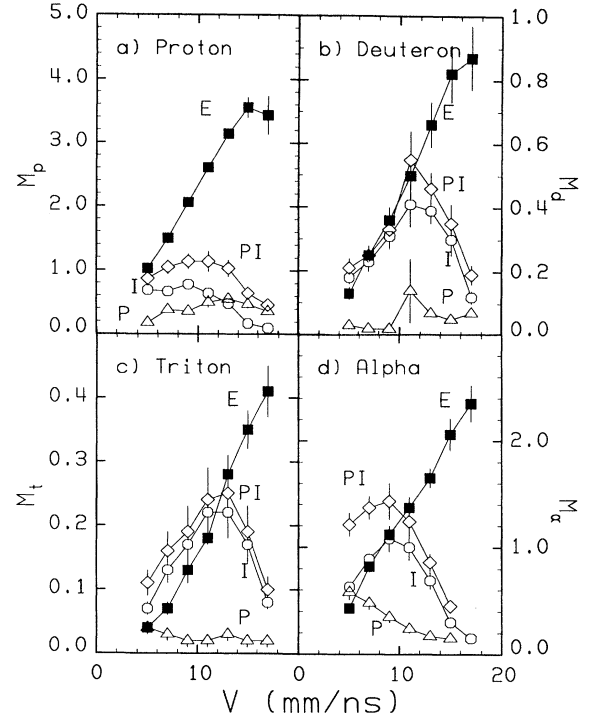 5.0
4.0
3.0
2.0
1.0
0.0
M_p
a) Proton
E
PI
I
P
b) Deuteron
E
PI
I
P
1.0
0.8
0.6
0.4
0.2
0.0
M_d
c) Triton
E
PI
I
P
0.4
0.3
0.2
0.1
0.0
M_t
d) Alpha
E
PI
I
P
2.0
1.0
0.0
M_α
0
10
0
10
20
V (mm/ns)